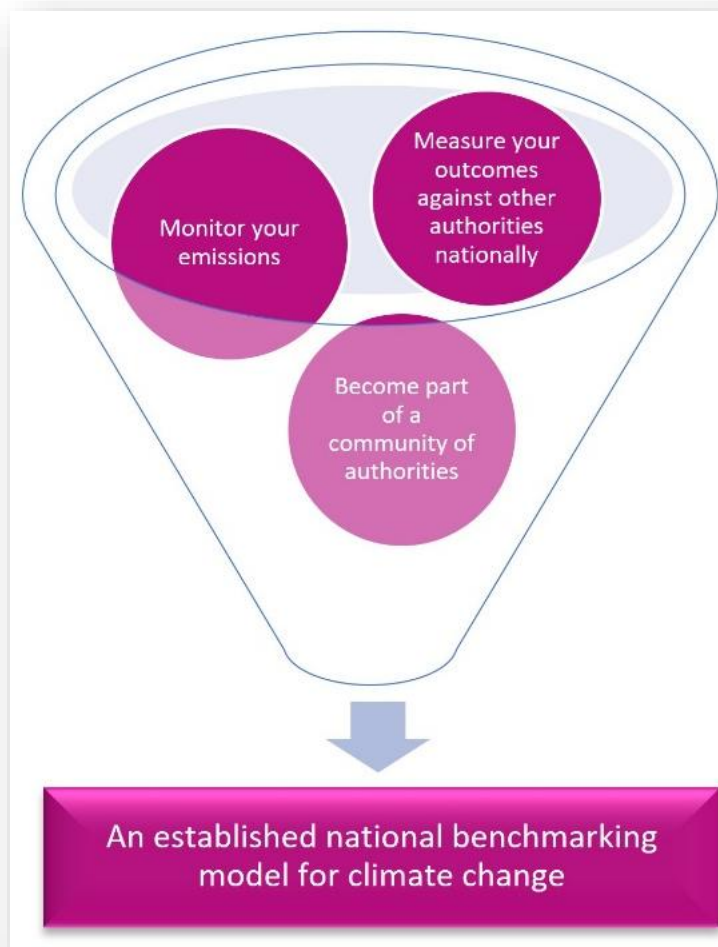 Measure your
outcomes
against other
authorities
nationally
Monitor your
emissions
Become part
of a
community of
authorities
An established national benchmarking
model for climate change